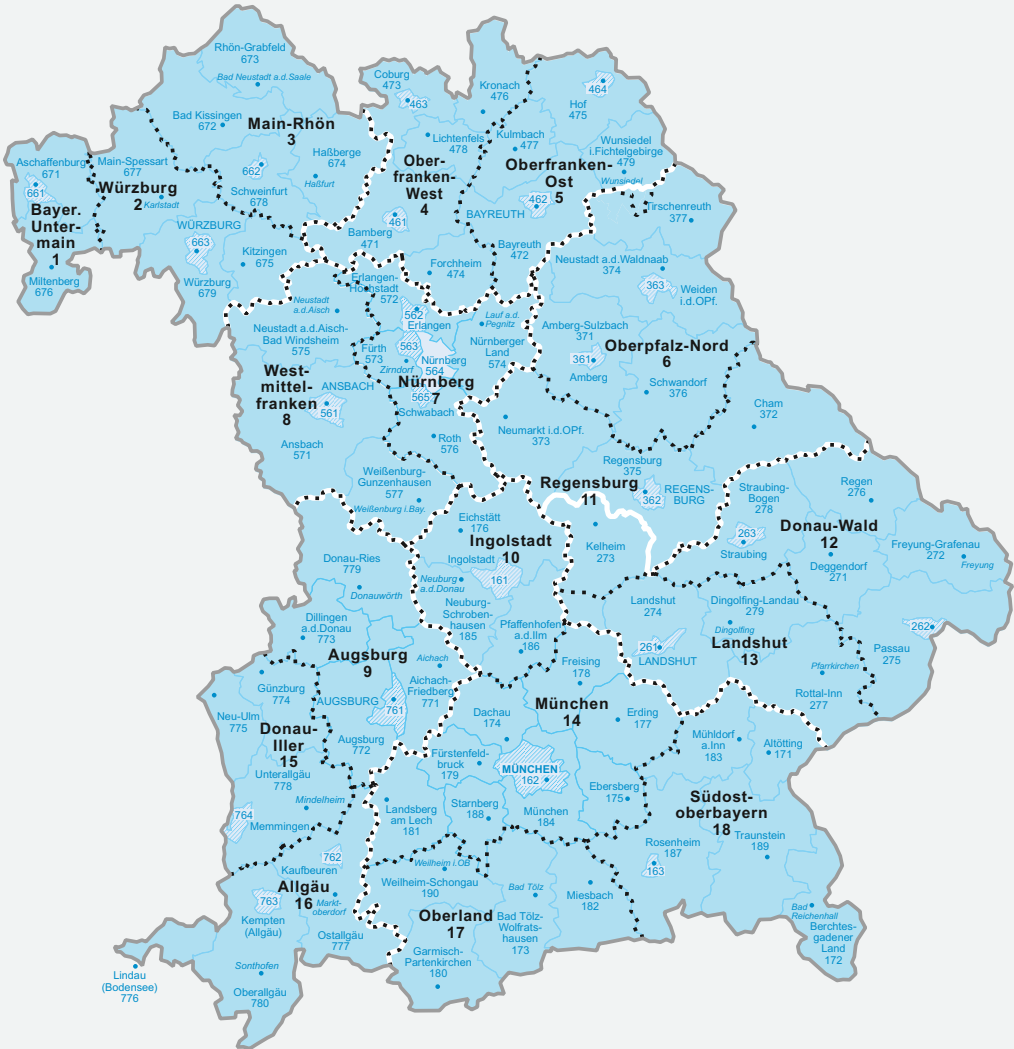 Rhön-Grabfeld
673
Bad Neustadt a.d.Saale
Coburg
473
463
Kronach
476
464
Hof
475
Bad Kissingen
672
Main-Rhön
3
Lichtenfels
478
Kulmbach
477
Wunsiedel
i.Fichtelgebirge
479
Wunsiedel
Aschaffenburg
671
661
Main-Spessart
677
Würzburg
2
Karlstadt
662
Haßberge
674
Haßfurt
Schweinfurt
678
Ober-
franken-
West
4
Oberfranken-
Ost
5
462
BAYREUTH
Tirschenreuth
377
Bayer.
Unter-
main
1
Miltenberg
676
WÜRZBURG
663
Kitzingen
675
Würzburg
679
461
Bamberg
471
Bayreuth
472
Forchheim
474
Neustadt a.d.Waldnaab
374
363
Weiden
i.d.OPf.
Erlangen-
Höchstadt
572
Neustadt
a.d.Aisch
562
Erlangen
Lauf a.d.
Pegnitz
Neustadt a.d.Aisch-
Bad Windsheim
575
Fürth
573
563
Zirndorf
Nürnberg
564
Nürnberger
Land
574
Amberg-Sulzbach
371
361
Amberg
Oberpfalz-Nord
6
Schwandorf
376
West-
mittel-
franken
8
ANSBACH
561
Nürnberg
7
565
Schwabach
Ansbach
571
Roth
576
Neumarkt i.d.OPf.
373
Cham
372
Weißenburg-
Gunzenhausen
577
Weißenburg i.Bay.
Regensburg
375
Regensburg
11
362
REGENS-
BURG
Straubing-
Bogen
278
Regen
276
Eichstätt
176
Ingolstadt
10
Ingolstadt
161
Kelheim
273
263
Straubing
Donau-Wald
12
Deggendorf
271
Freyung-Grafenau
272
Freyung
Donau-Ries
779
Donauwörth
Neuburg
a.d.Donau
Neuburg-
Schroben-
hausen
185
Pfaffenhofen
a.d.Ilm
186
Landshut
274
261
LANDSHUT
Dingolfing-Landau
279
Dingolfing
Landshut
13
262
Passau
275
Pfarrkirchen
Rottal-Inn
277
Dillingen
a.d.Donau
773
Augsburg
9
Aichach
Aichach-
Friedberg
771
Freising
178
München
14
Günzburg
774
Neu-Ulm
775
AUGSBURG
761
Augsburg
772
Dachau
174
Erding
177
Mühldorf
a.Inn
183
Altötting
171
Donau-
Iller
15
Unterallgäu
778
Mindelheim
Fürstenfeld-
bruck
179
MÜNCHEN
162
Ebersberg
175
764
Memmingen
Landsberg
am Lech
181
Starnberg
188
München
184
Südost-
oberbayern
18
Rosenheim
187
163
Traunstein
189
762
Kaufbeuren
Allgäu
16
Markt-
oberdorf
763
Kempten
(Allgäu)
Ostallgäu
777
Weilheim i.OB
Weilheim-Schongau
190
Oberland
17
Bad Tölz
Bad Tölz-
Wolfrats-
hausen
173
Miesbach
182
Bad
Reichenhall
Berchtes-
gadener
Land
172
Garmisch-
Partenkirchen
180
Lindau
(Bodensee)
776
Sonthofen
Oberallgäu
780